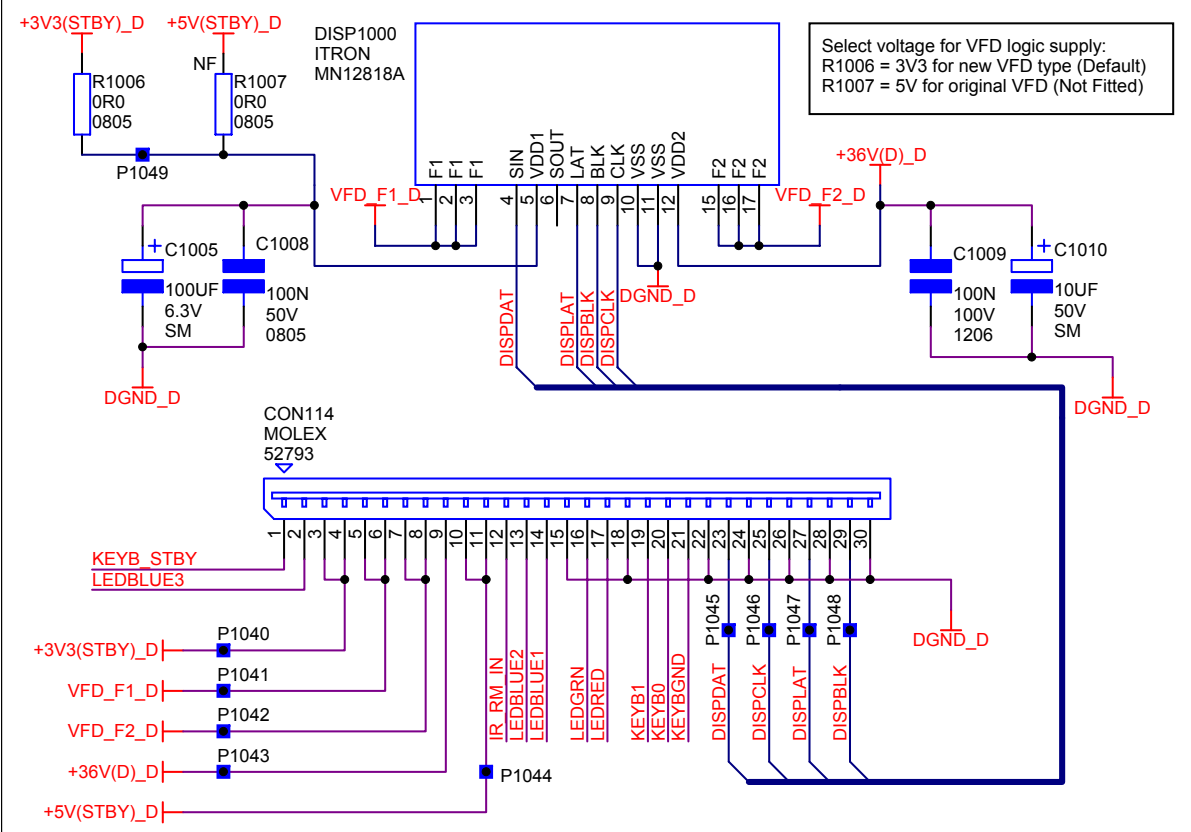 +3V3(STBY)_D
+5V(STBY)_D
NF
R1006
0R0
0805
R1007
0R0
0805
P1049
DISP1000
ITRON
MN12818A
Select voltage for VFD logic supply:
R1006 = 3V3 for new VFD type (Default)
R1007 = 5V for original VFD (Not Fitted)
F1 F1 F1 SIN VDD1 SOUT LAT BLK CLK VSS VSS VDD2 F2 F2 F2
1 2 3 4 5 6 7 8 9 10 11 12 15 16 17
VFD_F1_D
VFD_F2_D
+36V(D)_D
+ C1005
100UF
6.3V
SM
C1008
100N
50V
0805
DGND_D
DISPDAT
DISPLAT
DISPBLK
DISPCLK
DGND_D
C1009
100N
100V
1206
+ C1010
10UF
50V
SM
DGND_D
CON114
MOLEX
52793
1 2 3 4 5 6 7 8 9 10 11 12 13 14 15 16 17 18 19 20 21 22 23 24 25 26 27 28 29 30
KEYB_STBY
LEDBLUE3
+3V3(STBY)_D
P1040
VFD_F1_D
P1041
VFD_F2_D
P1042
+36V(D)_D
P1043
+5V(STBY)_D
P1044
IR_RM_IN
LEDBLUE2
LEDBLUE1
LEDGRN
LEDRED
KEYB1
KEYB0
KEYBGND
P1045
P1046
P1047
P1048
DISPDAT
DISPCLK
DISPLAT
DISPBLK
DGND_D